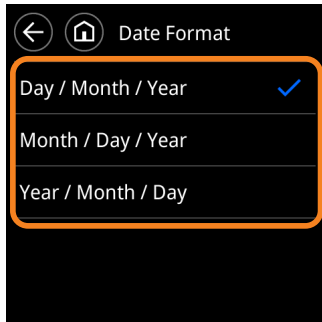 Date Format
Day / Month / Year
Month / Day / Year
Year / Month / Day